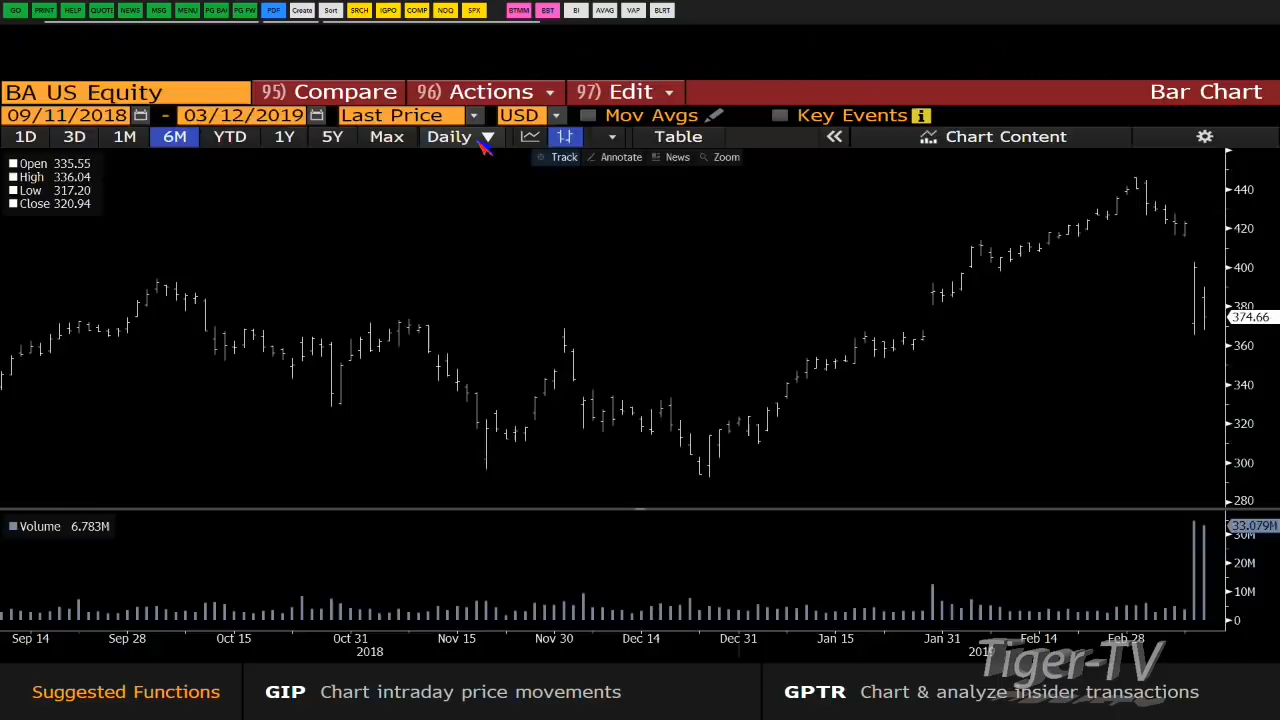 GO PRINT HELP QUOTE NEWS MSG MENU PG BA PG FW PDF Create Sort SRCH IGPO COMP NDQ SPX BTMM EBT BI AVAG VAP BLRT
BA US Equity 95) Compare 96) Actions 97) Edit Bar Chart
09/11/2018 - 03/12/2019 Last Price USD Mov Avgs Key Events i
1D 3D 1M 6M YTD 1Y 5Y Max Daily Table Chart Content
Track Annotate News Zoom
Open 335.55
High 336.04
Low 317.20
Close 320.94
440
420
400
380
374.66
360
340
320
300
280
Volume 6.783M
33.079M
30M
20M
10M
0
Sep 14 Sep 28 Oct 15 Oct 31 Nov 15 Nov 30 Dec 14 Dec 31 Jan 15 Jan 31 Feb 14 Feb 28
2018 2019
Tiger-TV
Suggested Functions GIP Chart intraday price movements GPTR Chart & analyze insider transactions